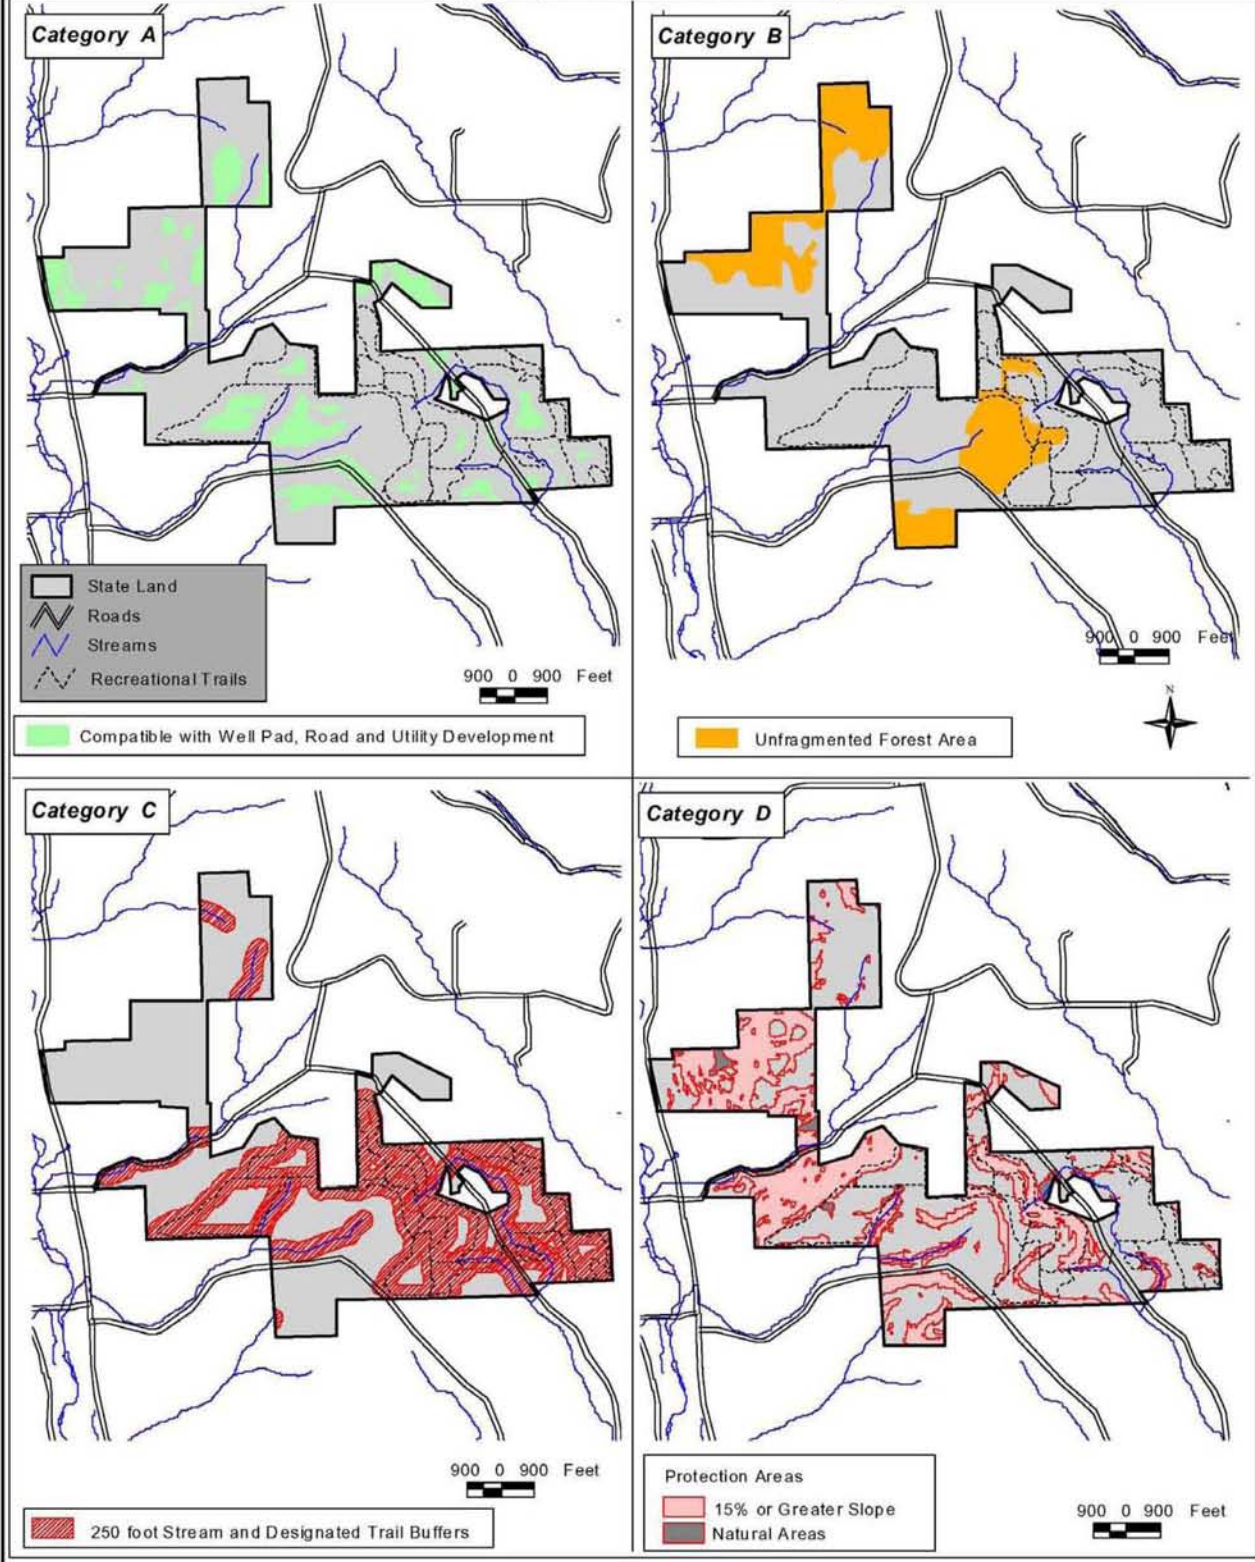 Category A
State Land
Roads
Streams
Recreational Trails
900 0 900 Feet
Compatible with Well Pad, Road and Utility Development
Category B
900 0 900 Feet
N
Unfragmented Forest Area
Category C
900 0 900 Feet
250 foot Stream and Designated Trail Buffers
Category D
Protection Areas
15% or Greater Slope
Natural Areas
900 0 900 Feet